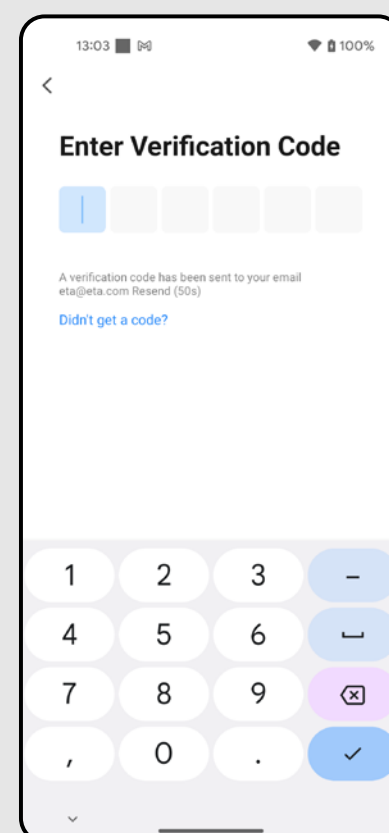 13:03 100%
Enter Verification Code
A verification code has been sent to your email
eta@eta.com Resend (50s)
Didn't get a code?
1 2 3 –
4 5 6
7 8 9
, 0 .